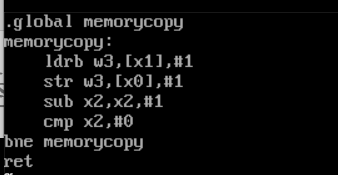 .global memorycopy
memorycopy:
    ldrb w3,[x1],#1
    str w3,[x0],#1
    sub x2,x2,#1
    cmp x2,#0
bne memorycopy
ret